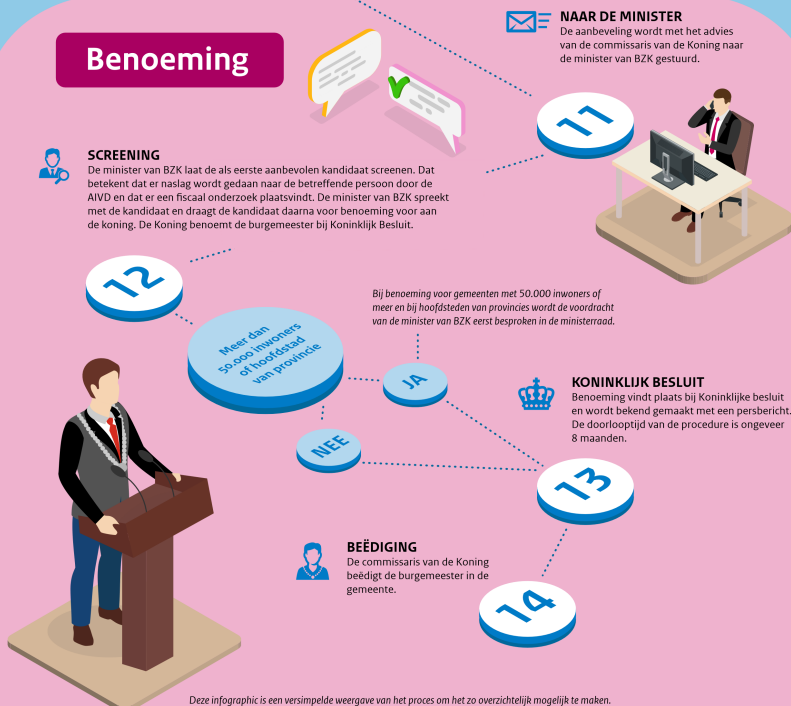 Benoeming
NAAR DE MINISTER
De aanbeveling wordt met het advies
van de commissaris van de Koning naar
de minister van BZK gestuurd.
11
SCREENING
De minister van BZK laat de als eerste aanbevolen kandidaat screenen. Dat
betekent dat er naslag wordt gedaan naar de betreffende persoon door de
AIVD en dat er een fiscaal onderzoek plaatsvindt. De minister van BZK spreekt
met de kandidaat en draagt de kandidaat daarna voor benoeming voor aan
de koning. De Koning benoemt de burgemeester bij Koninklijk Besluit.
12
Meer dan
50.000 inwoners
of hoofdstad
van provincie
Bij benoeming voor gemeenten met 50.000 inwoners of
meer en bij hoofdsteden van provincies wordt de voordracht
van de minister van BZK eerst besproken in de ministerraad.
JA
NEE
KONINKLIJK BESLUIT
Benoeming vindt plaats bij Koninklijke besluit
en wordt bekend gemaakt met een persbericht.
De doorlooptijd van de procedure is ongeveer
8 maanden.
13
BEËDIGING
De commissaris van de Koning
beëdigt de burgemeester in de
gemeente.
14
Deze infographic is een versimpelde weergave van het proces om het zo overzichtelijk mogelijk te maken.